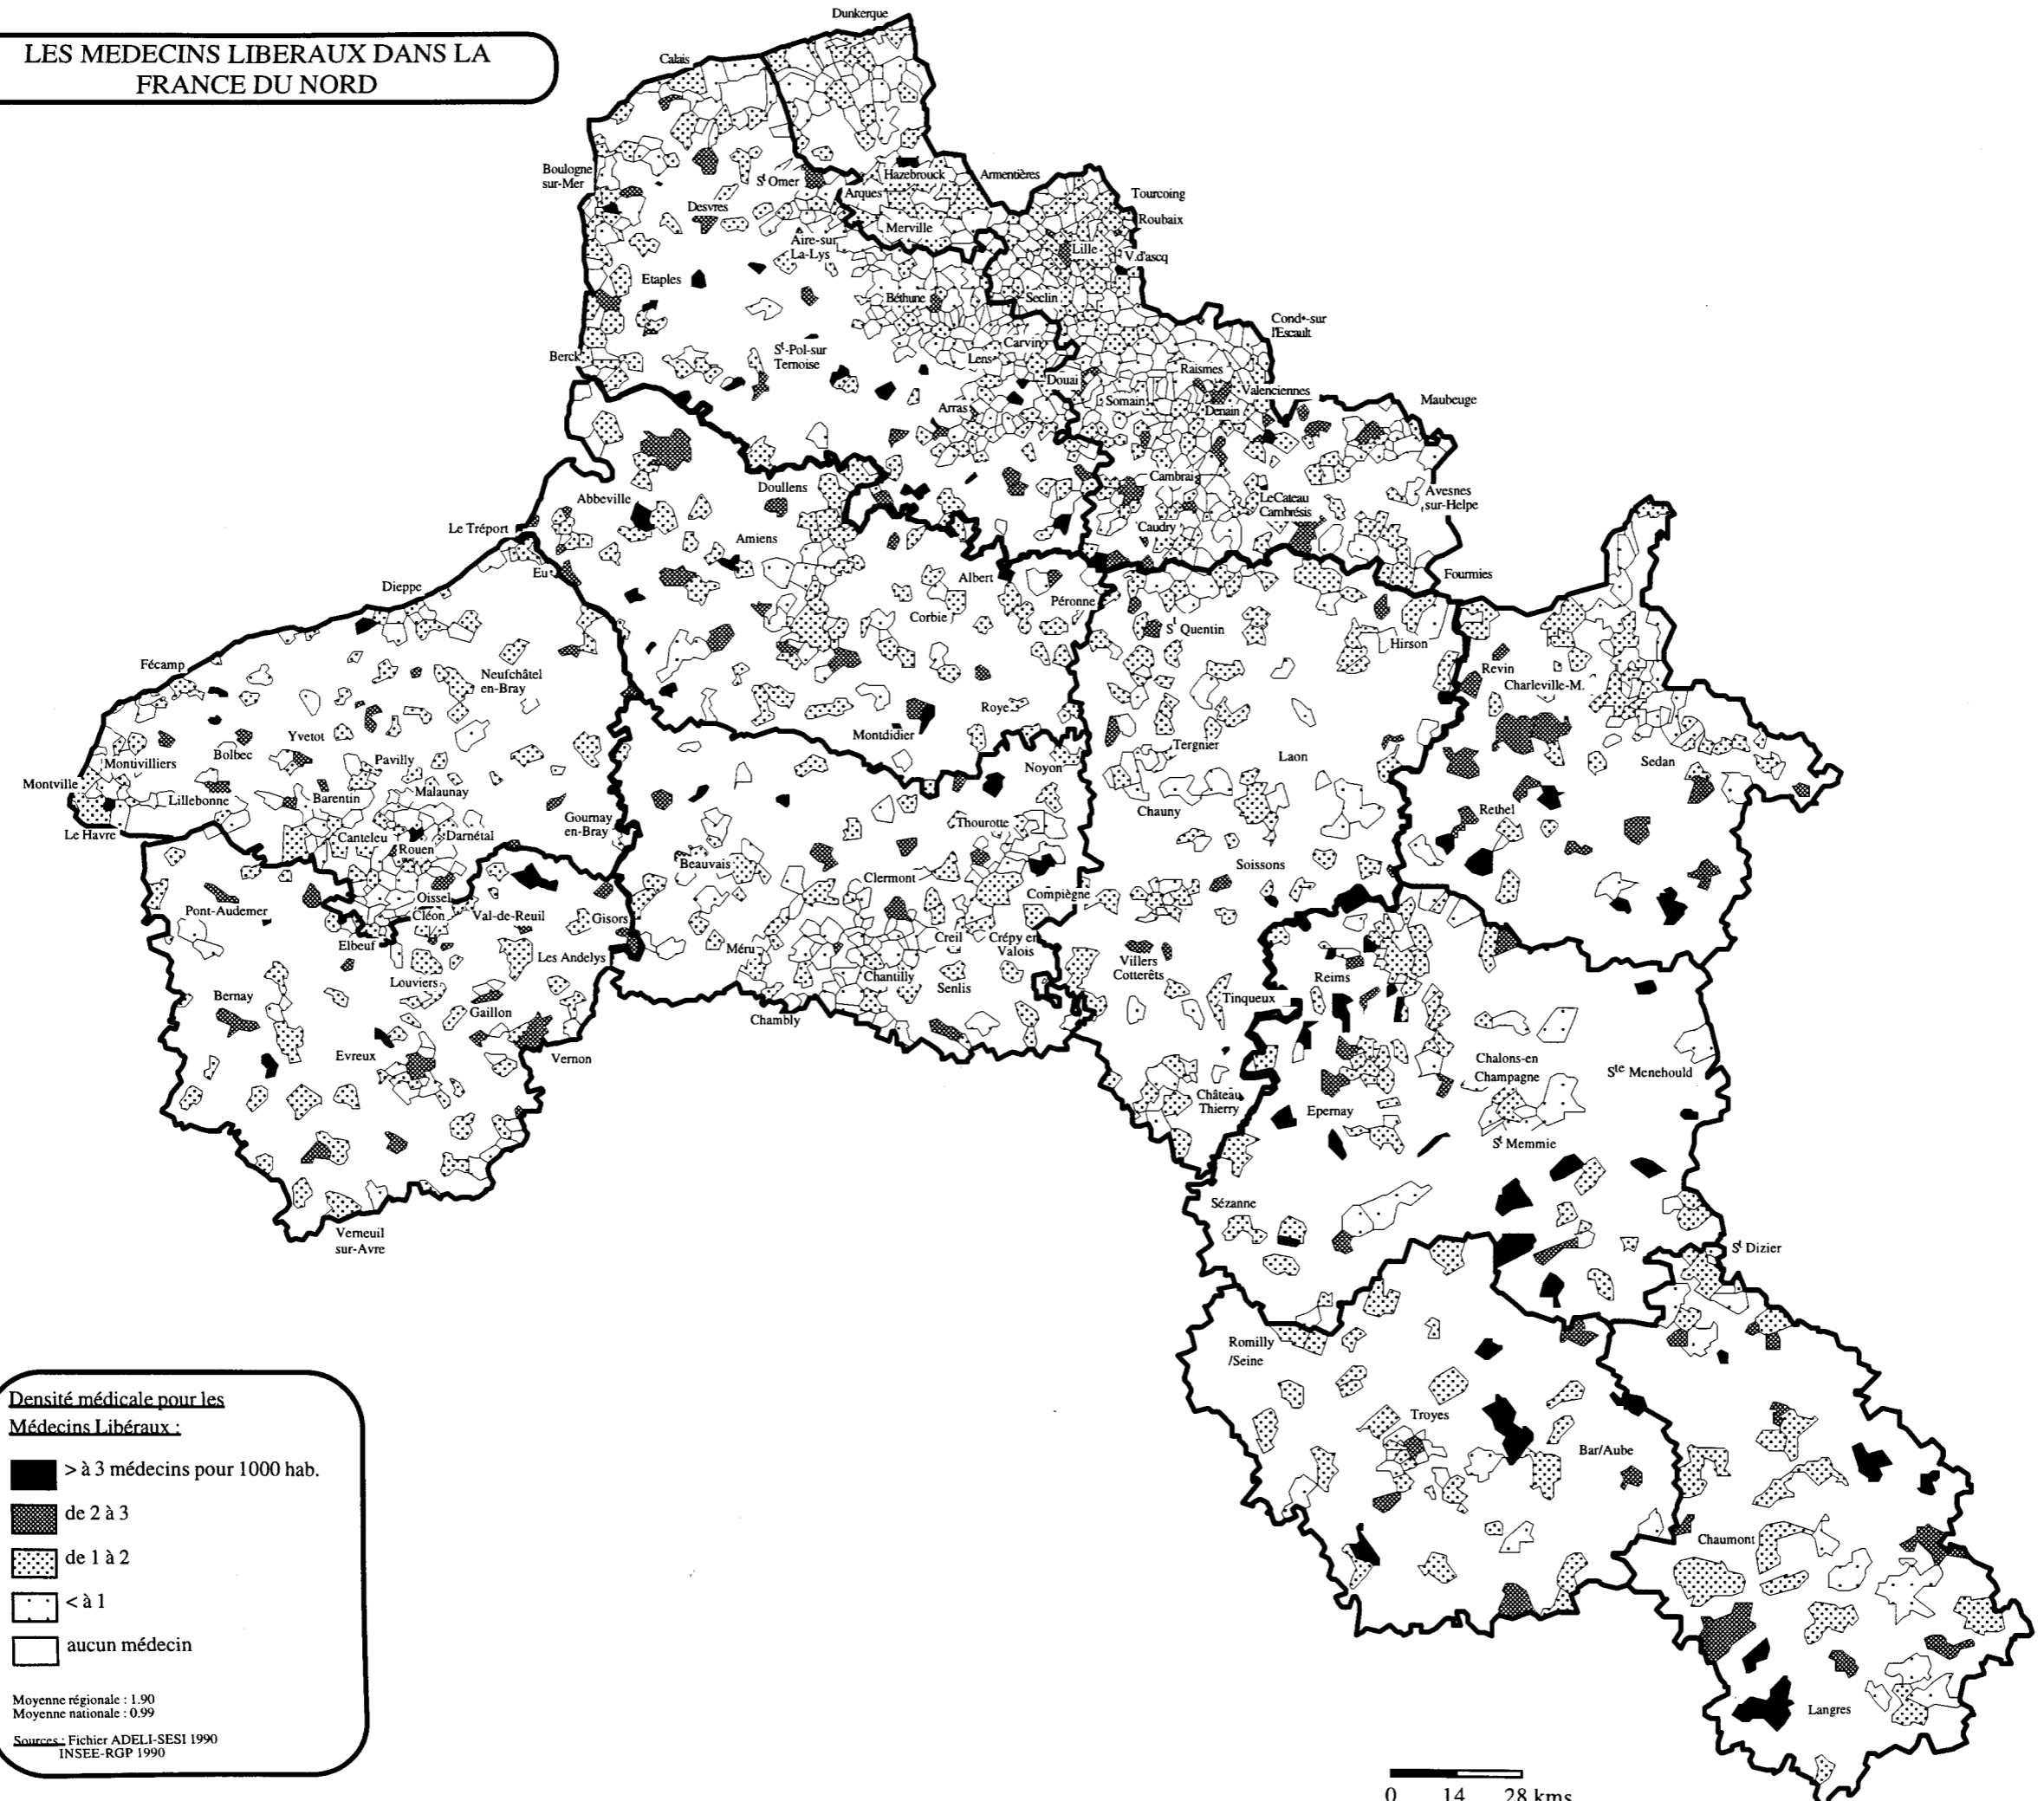 LES MEDECINS LIBERAUX DANS LA
FRANCE DU NORD
Dunkerque
Calais
Boulogne
sur-Mer
St Omer
Hazebrouck
Armentières
Arques
Tourcoing
Roubaix
Desvres
Merville
Lille
V.d'ascq
Aire-sur
La-Lys
Etaples
Béthune
Seclin
Cond•-sur
l'Escault
Berck
St-Pol-sur
Ternoise
Carvin
Lens
Douai
Raismes
Valenciennes
Somain
Denain
Maubeuge
Arras
Cambrai
Le Cateau
Cambrésis
Avesnes
sur-Helpe
Caudry
Doullens
Abbeville
Le Tréport
Amiens
Eu
Dieppe
Albert
Péronne
Corbie
Fourmies
St Quentin
Hirson
Fécamp
Neufchâtel
en-Bray
Revin
Charleville-M.
Roye
Montdidier
Yvetot
Bolbec
Montivilliers
Pavilly
Tergnier
Laon
Noyon
Sedan
Montville
Lillebonne
Barentin
Malaunay
Chauny
Rethel
Le Havre
Canteleu
Darnétal
Rouen
Gournay
en-Bray
Thourotte
Beauvais
Soissons
Clermont
Compiègne
Oissel
Cléon
Val-de-Reuil
Gisors
Pont-Audemer
Elbeuf
Les Andelys
Méru
Creil
Crépy en
Valois
Villers
Cotterêts
Louviers
Chantilly
Senlis
Reims
Tinqueux
Bernay
Gaillon
Chambly
Evreux
Vernon
Chalons-en
Champagne
Ste Menehould
Château
Thierry
Epernay
St Memmie
Sézanne
Verneuil
sur-Avre
St Dizier
Romilly
/Seine
Troyes
Bar/Aube
Chaumont
Langres
Densité médicale pour les
Médecins Libéraux :
> à 3 médecins pour 1000 hab.
de 2 à 3
de 1 à 2
< à 1
aucun médecin
Moyenne régionale : 1.90
Moyenne nationale : 0.99
Sources : Fichier ADELI-SESI 1990
INSEE-RGP 1990
0 14 28 kms